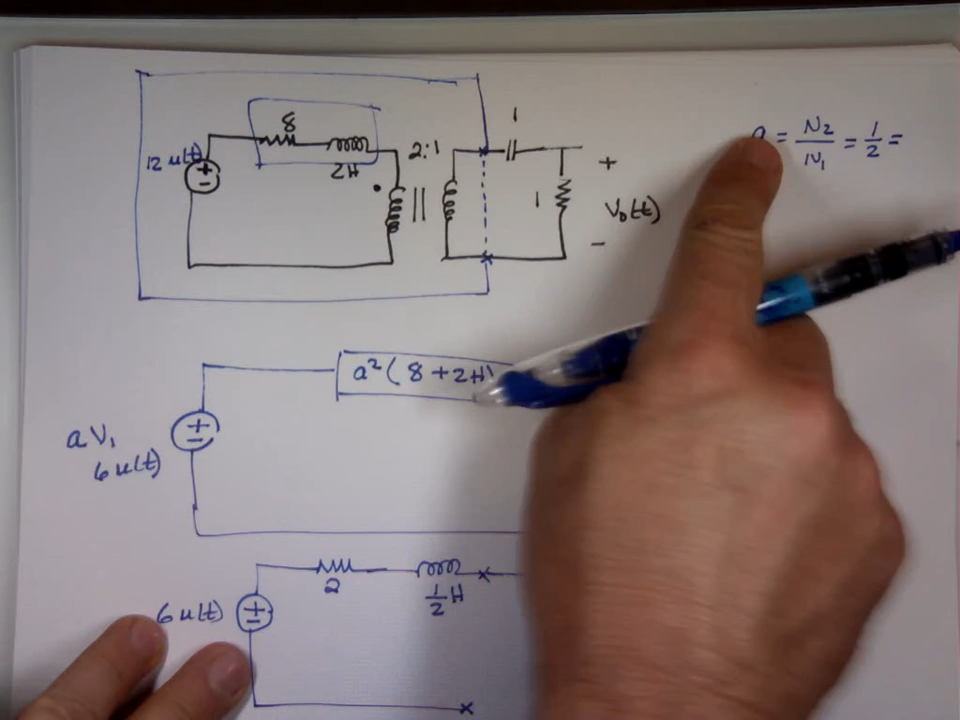 1
8
2:1
12 u(t)
2H
1
+
V₀(t)
−
= N₂/N₁ = 1/2 =
a² ( 8 + 2H )
a V₁
6 u(t)
2
1/2 H
6 u(t)